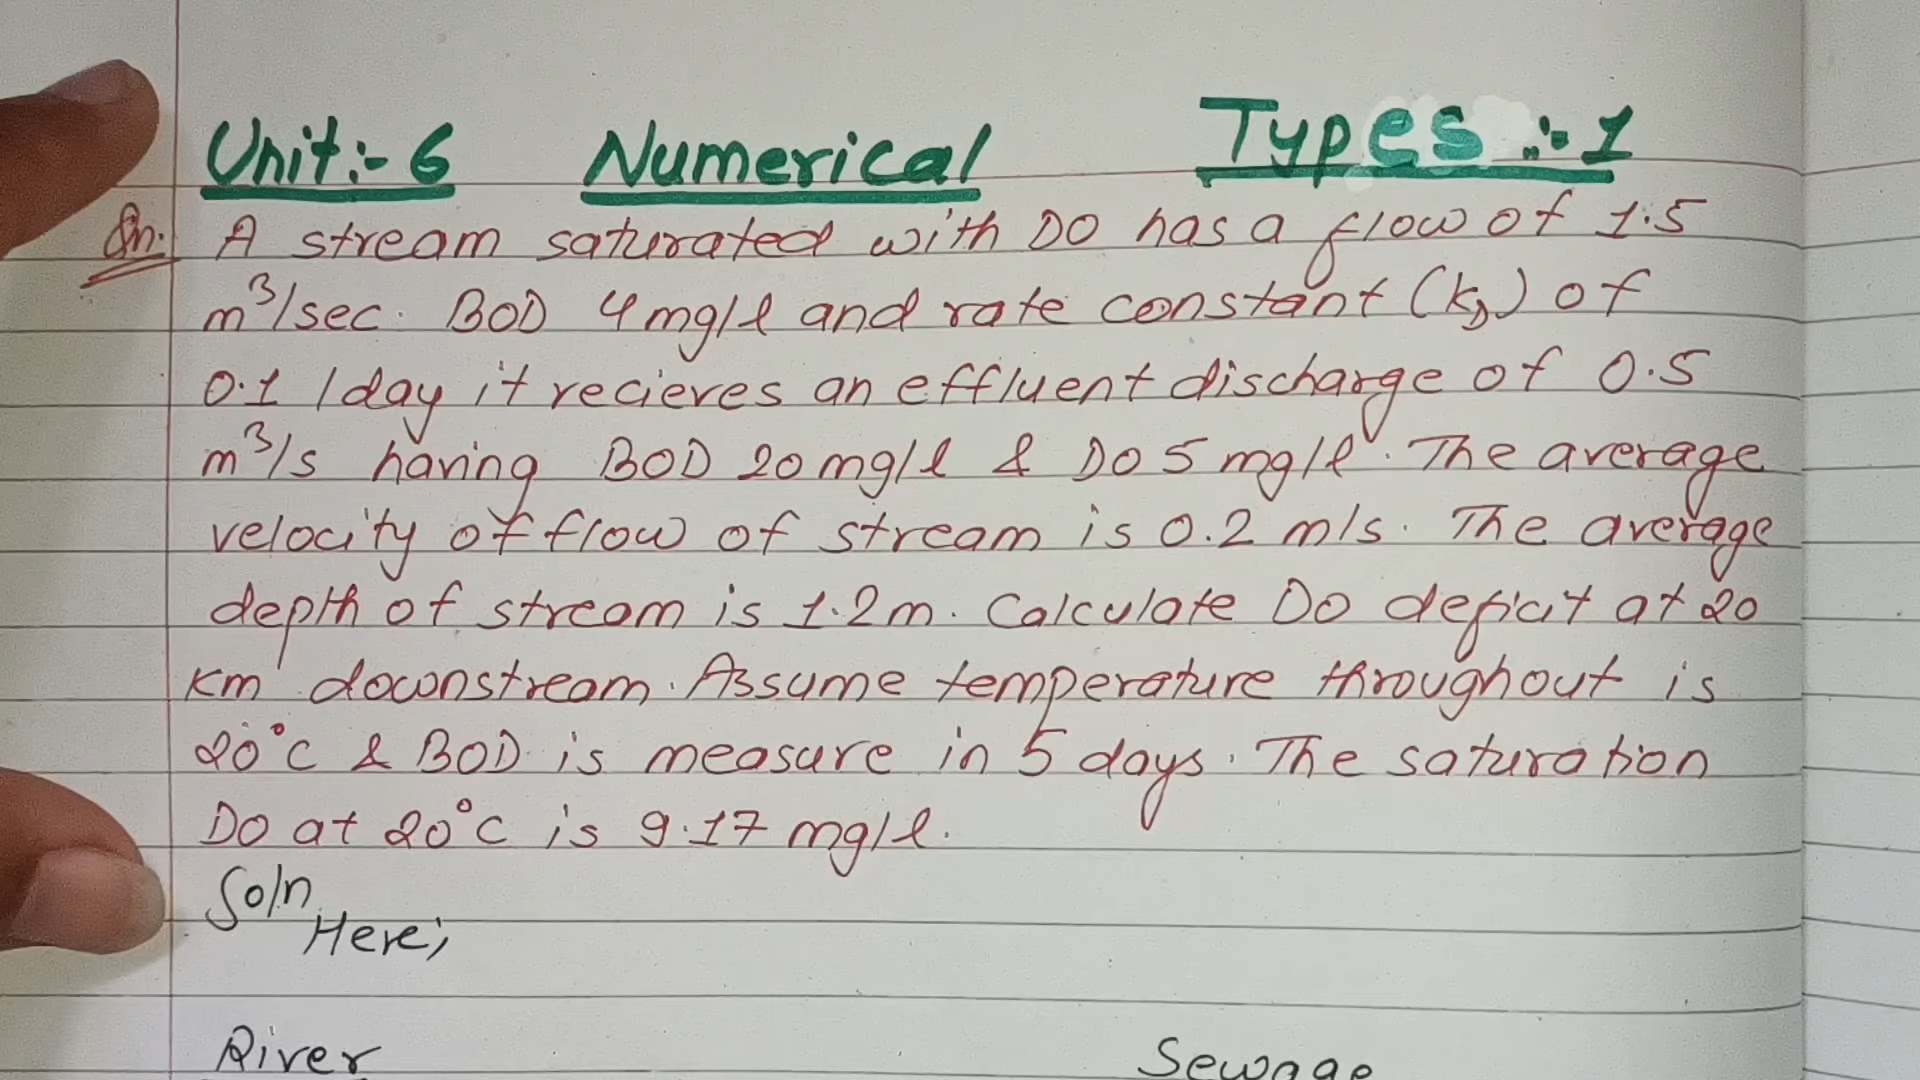 Unit:- 6 Numerical Types :- 1
Qn. A stream saturated with DO has a flow of 1.5
m³/sec. BOD 4 mg/l and rate constant (kD) of
0.1 /day it recieves an effluent discharge of 0.5
m³/s having BOD 20 mg/l & DO 5 mg/l. The average
velocity of flow of stream is 0.2 m/s. The average
depth of stream is 1.2m. Calculate DO deficit at 20
Km downstream. Assume temperature throughout is
20°C & BOD is measure in 5 days. The saturation
DO at 20°C is 9.17 mg/l.
Soln
Here;
River Sewage